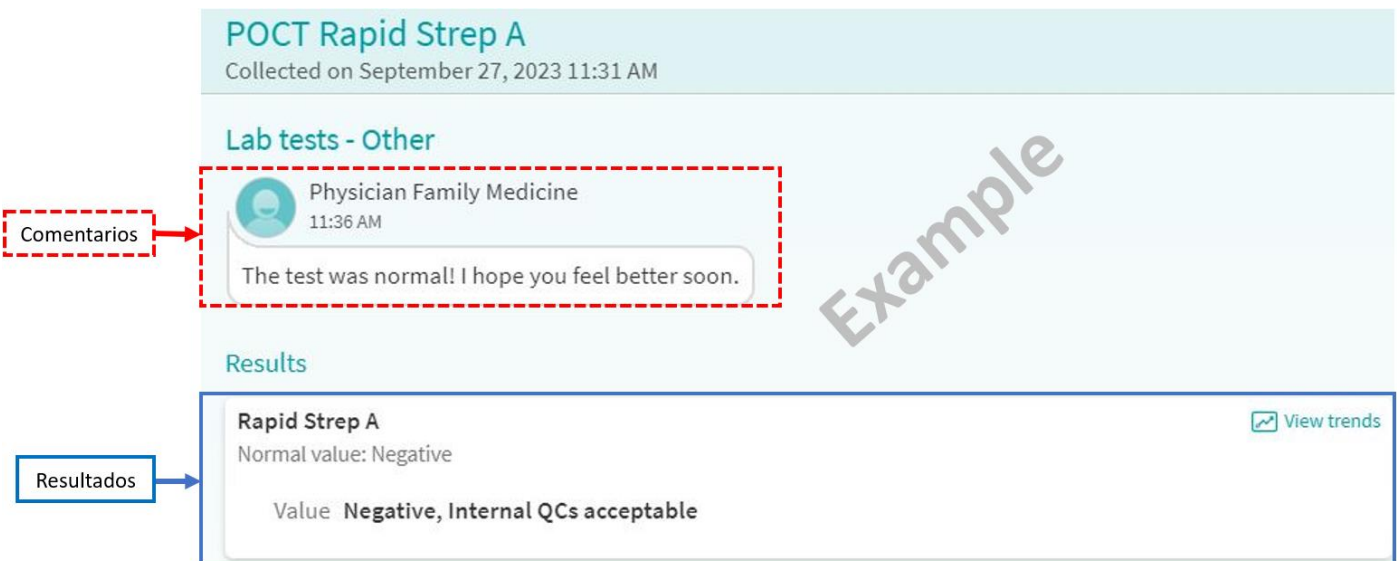 POCT Rapid Strep A
Collected on September 27, 2023 11:31 AM
Lab tests - Other
Example
Physician Family Medicine
11:36 AM
Comentarios
The test was normal! I hope you feel better soon.
Results
Rapid Strep A
View trends
Normal value: Negative
Resultados
Value Negative, Internal QCs acceptable